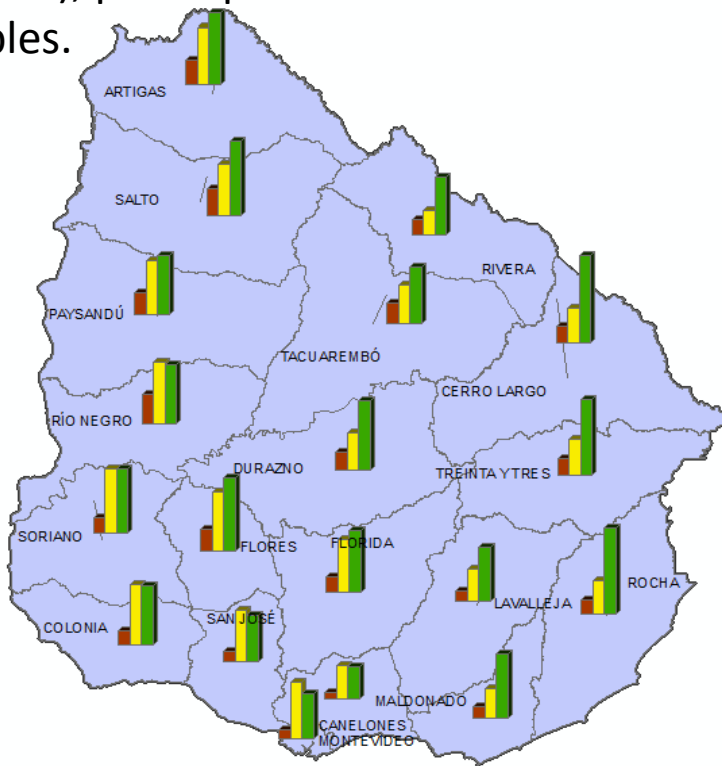 bles.
ARTIGAS
SALTO
RIVERA
PAYSANDÚ
TACUAREMBÓ
CERRO LARGO
RÍO NEGRO
DURAZNO
TREINTA Y TRES
SORIANO
FLORES
FLORIDA
ROCHA
LAVALLEJA
COLONIA
SAN JOSÉ
MALDONADO
CANELONES
MONTEVIDEO